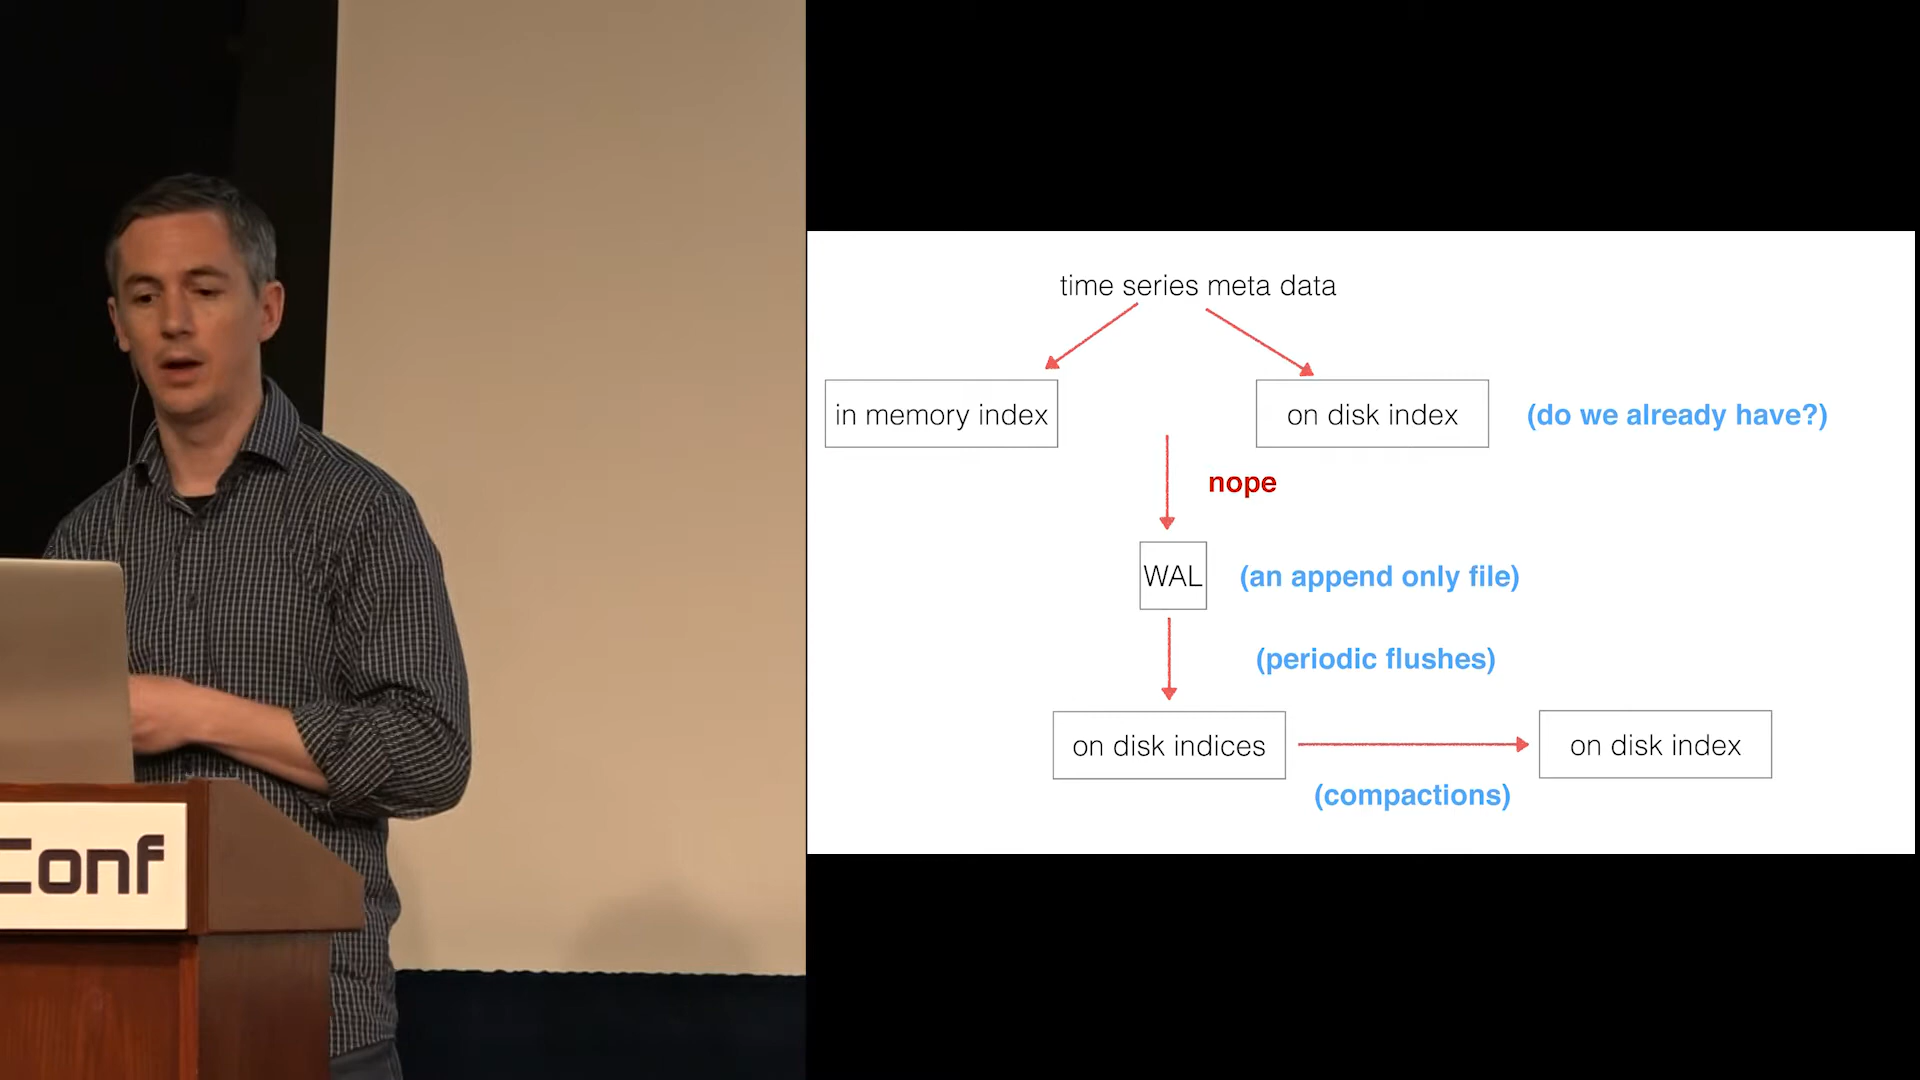 time series meta data
in memory index
on disk index
(do we already have?)
nope
WAL
(an append only file)
(periodic flushes)
on disk indices
on disk index
(compactions)
Conf